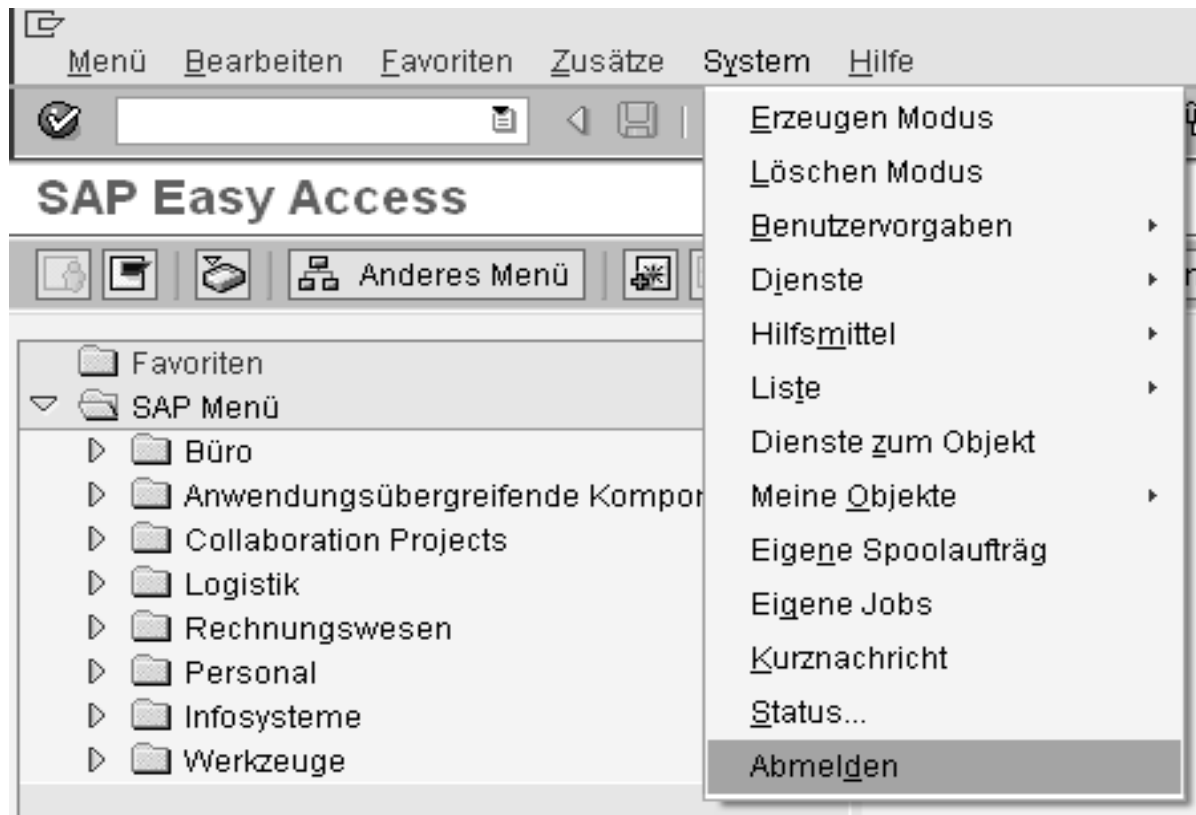 Menü Bearbeiten Favoriten Zusätze System Hilfe
SAP Easy Access
Anderes Menü
Favoriten
SAP Menü
Büro
Anwendungsübergreifende Kompor
Collaboration Projects
Logistik
Rechnungswesen
Personal
Infosysteme
Werkzeuge
Erzeugen Modus
Löschen Modus
Benutzervorgaben
Dienste
Hilfsmittel
Liste
Dienste zum Objekt
Meine Objekte
Eigene Spoolaufträg
Eigene Jobs
Kurznachricht
Status...
Abmelden